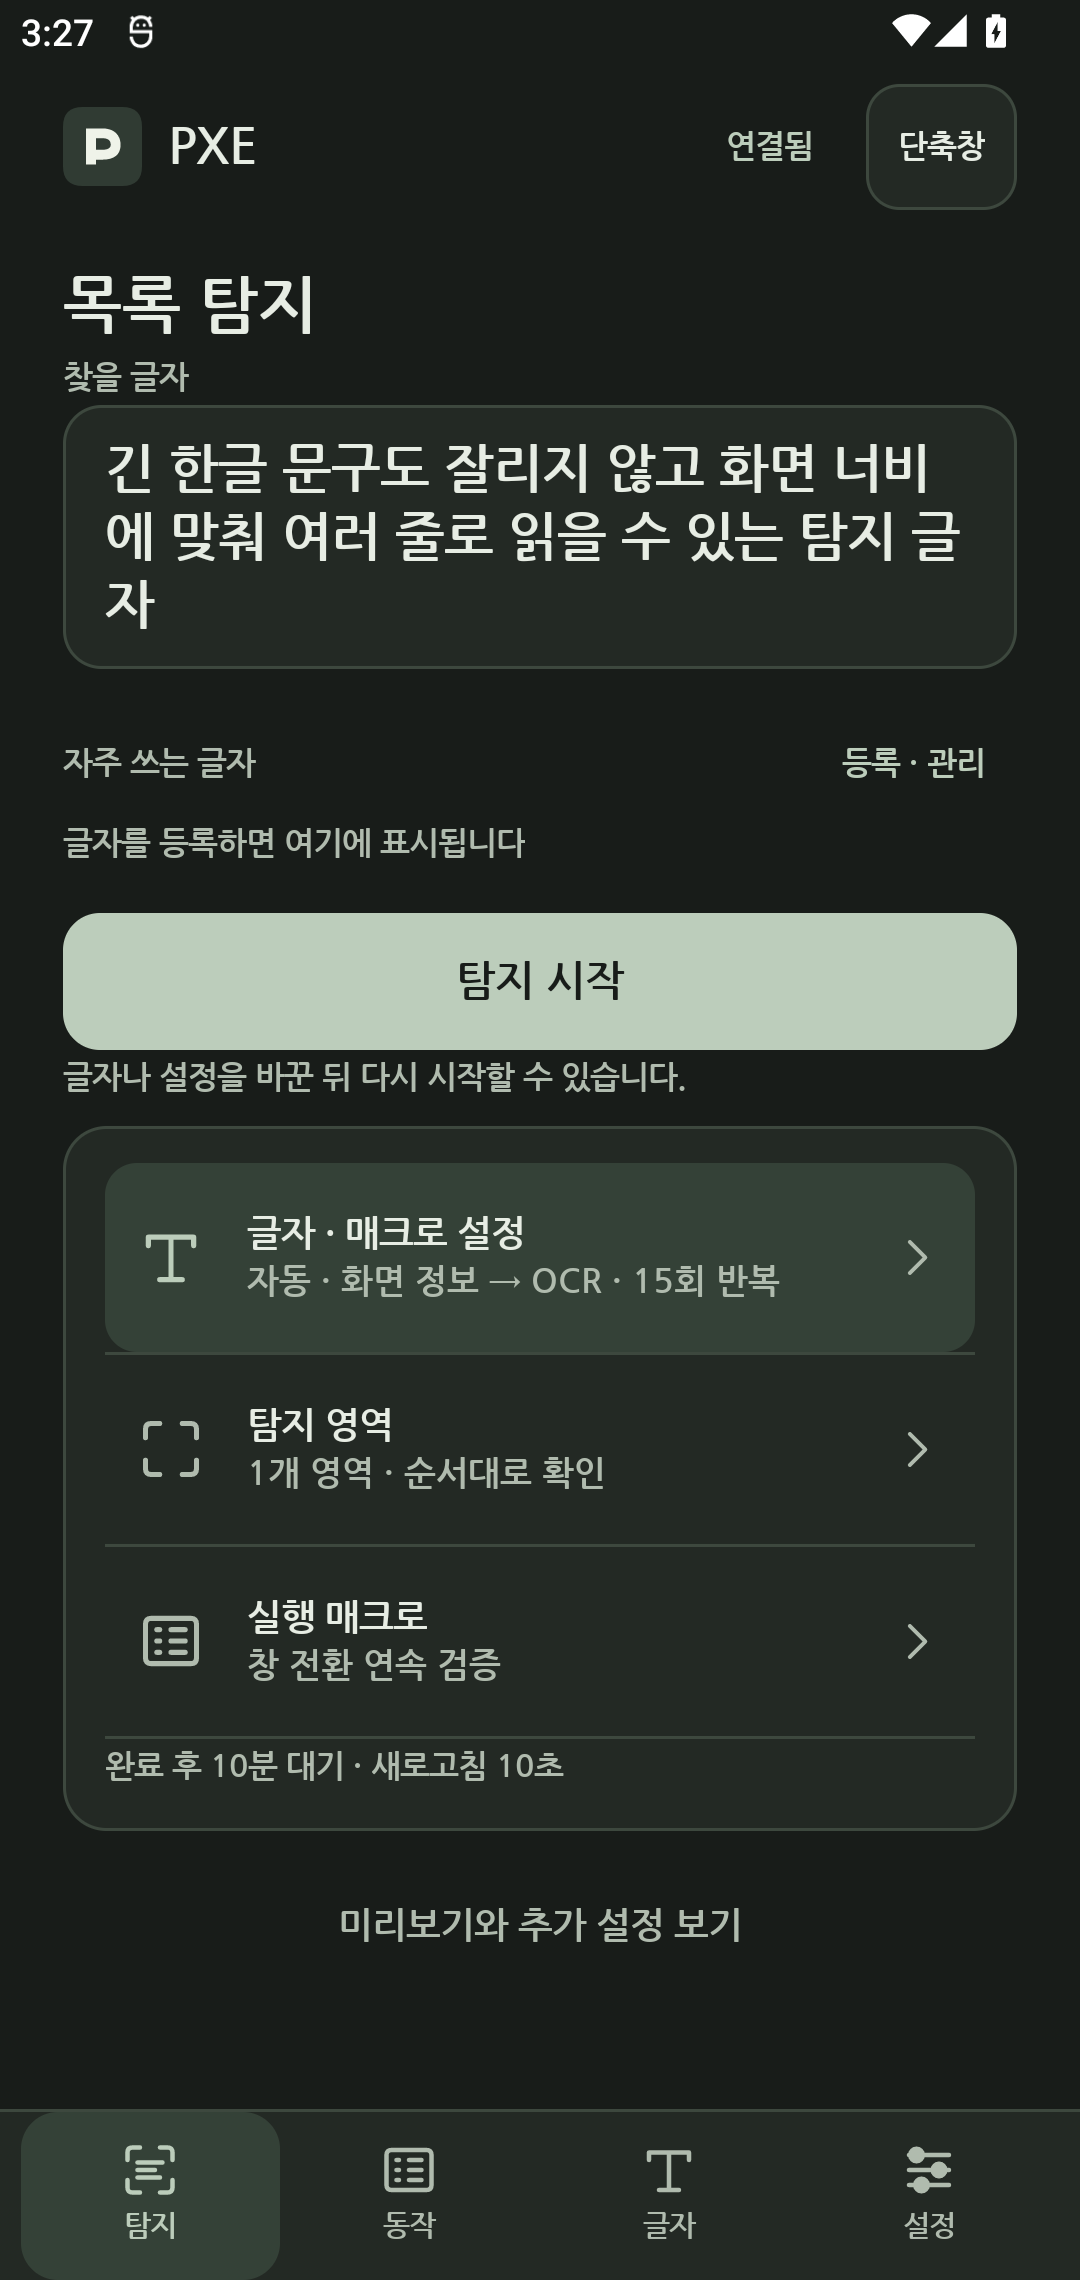 3:27
PXE
연결됨
단축창
목록 탐지
찾을 글자
긴 한글 문구도 잘리지 않고 화면 너비
에 맞춰 여러 줄로 읽을 수 있는 탐지 글
자
자주 쓰는 글자
등록 · 관리
글자를 등록하면 여기에 표시됩니다
탐지 시작
글자나 설정을 바꾼 뒤 다시 시작할 수 있습니다.
글자 · 매크로 설정
자동 · 화면 정보 → OCR · 15회 반복
탐지 영역
1개 영역 · 순서대로 확인
실행 매크로
창 전환 연속 검증
완료 후 10분 대기 · 새로고침 10초
미리보기와 추가 설정 보기
탐지
동작
글자
설정